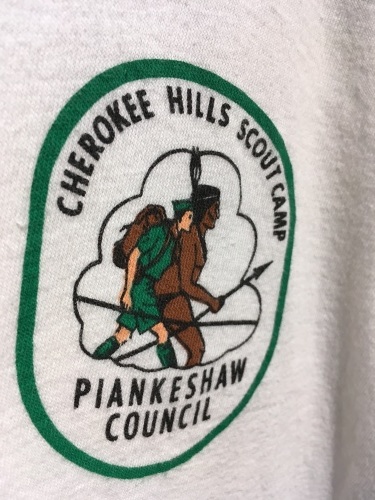 CHEROKEE HILLS SCOUT CAMP
PIANKESHAW
COUNCIL